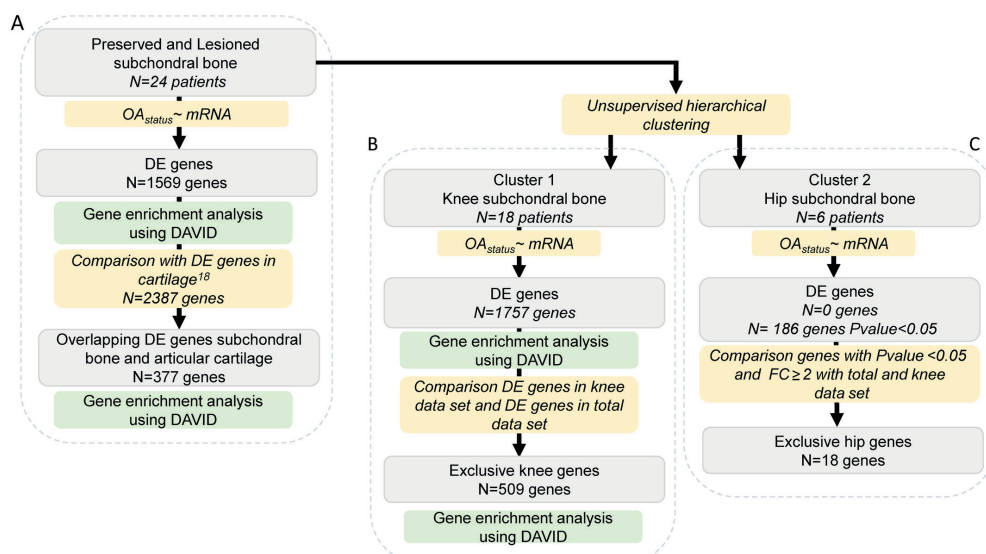 A
Preserved and Lesioned
subchondral bone
N=24 patients
OAstatus~ mRNA
DE genes
N=1569 genes
Gene enrichment analysis
using DAVID
Comparison with DE genes in
cartilage18
N=2387 genes
Overlapping DE genes subchondral
bone and articular cartilage
N=377 genes
Gene enrichment analysis
using DAVID
Unsupervised hierarchical
clustering
B
Cluster 1
Knee subchondral bone
N=18 patients
OAstatus~ mRNA
DE genes
N=1757 genes
Gene enrichment analysis
using DAVID
Comparison DE genes in knee
data set and DE genes in total
data set
Exclusive knee genes
N=509 genes
Gene enrichment analysis
using DAVID
C
Cluster 2
Hip subchondral bone
N=6 patients
OAstatus~ mRNA
DE genes
N=0 genes
N= 186 genes Pvalue<0.05
Comparison genes with Pvalue <0.05
and FC ≥ 2 with total and knee
data set
Exclusive hip genes
N=18 genes